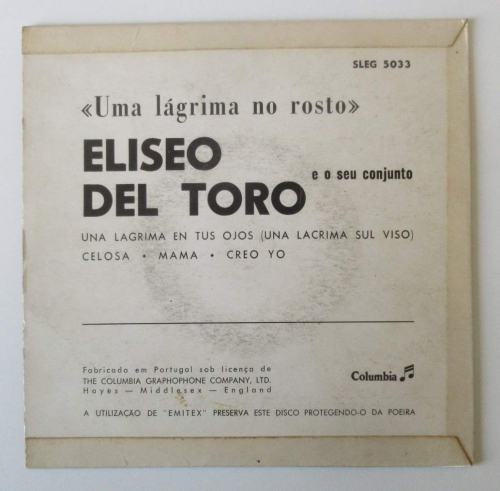 SLEG 5033
«Uma lágrima no rosto»
ELISEO
DEL TORO e o seu conjunto
UNA LAGRIMA EN TUS OJOS (UNA LACRIMA SUL VISO)
CELOSA • MAMA • CREO YO
Fabricado em Portugal sob licença de
THE COLUMBIA GRAPHOPHONE COMPANY, LTD.
Hayes — Middlesex — England
Columbia
A UTILIZAÇÃO DE "EMITEX" PRESERVA ESTE DISCO PROTEGENDO-O DA POEIRA